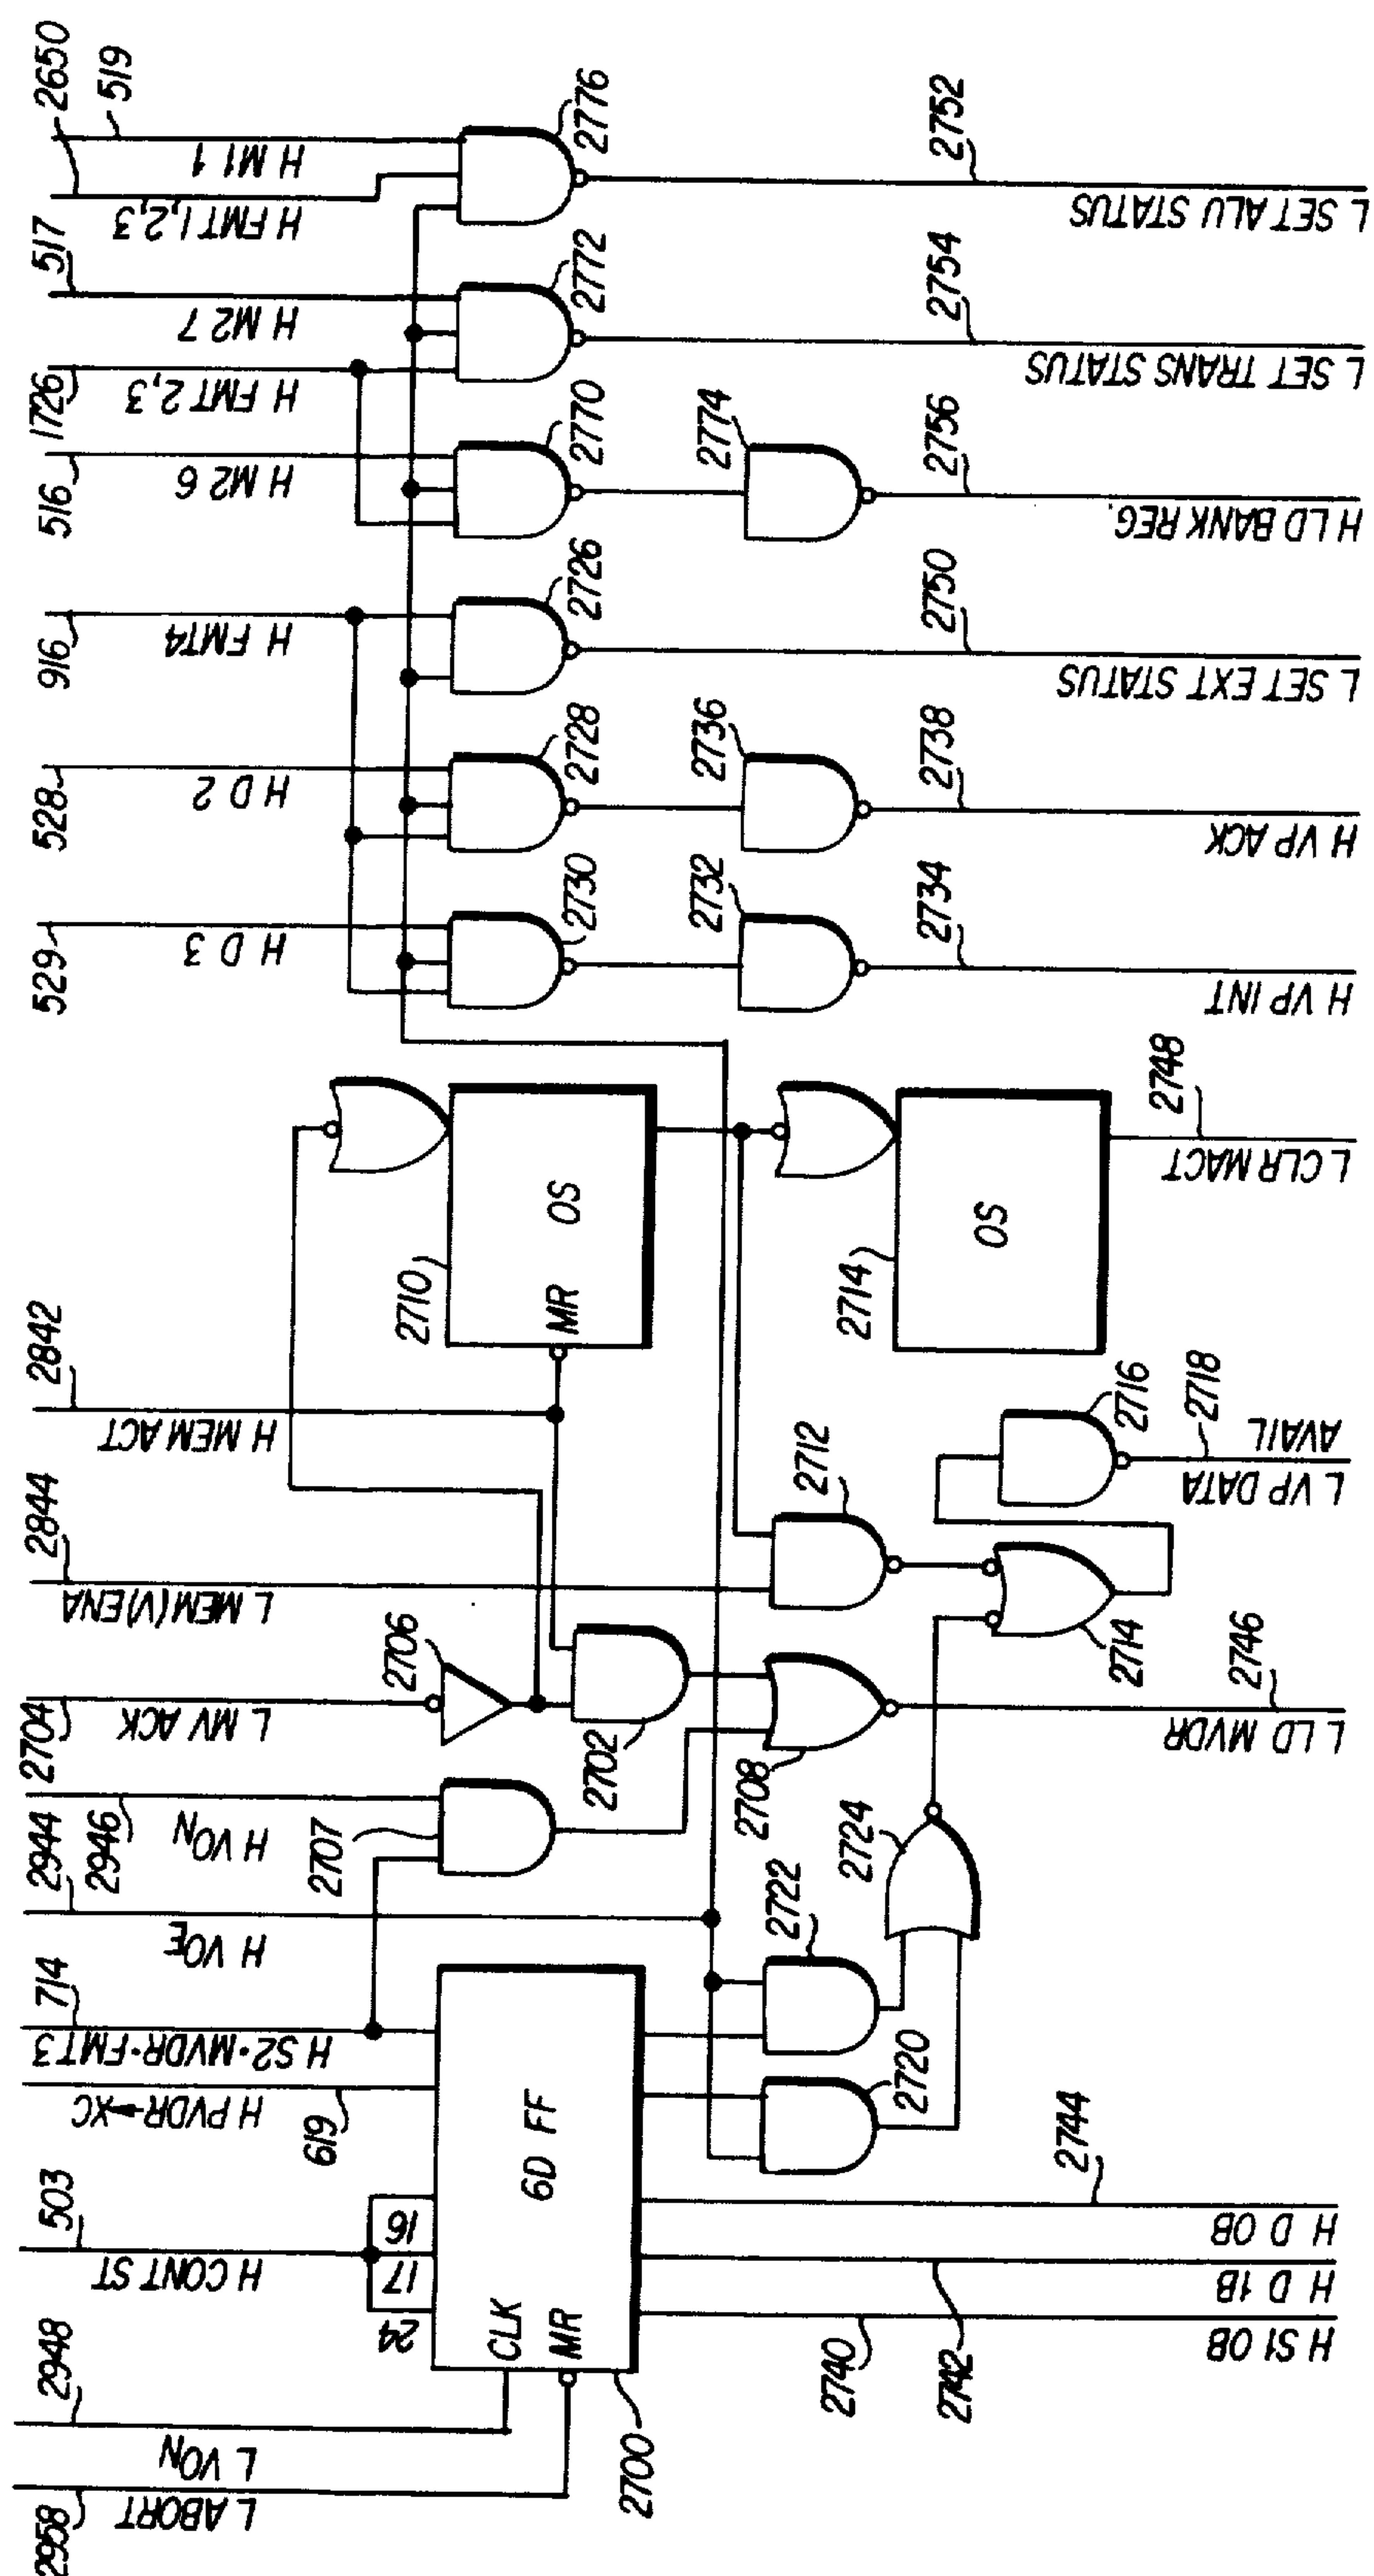 2958
L ABORT
2948
L VON
503
H CONT ST
24
17
16
619
H PVDR→XC
714
H S2·MVDR·FMT3
2944
H VOE
2946
H VON
2704
L MV ACK
2844
L MEM(V)ENA
2842
H MEM ACT
529
H D 3
528
H D 2
916
H FMT4
516
H M2 6
1726
H FMT 2,3
517
H M2 7
2650
H FMT1,2,3
519
H M1 1
CLK
MR
6D FF
2700
2707
2706
2702
2708
2710
MR
OS
2712
2714
OS
2714
2716
2720
2722
2724
2730
2728
2726
2770
2772
2776
2732
2736
2774
2740
H S1 0B
2742
H D 1B
2744
H D 0B
2746
L LD MVDR
2718
L VP DATA
AVAIL
2748
L CLR MACT
2734
H VP INT
2738
H VP ACK
2750
L SET EXT STATUS
2756
H LD BANK REG.
2754
L SET TRANS STATUS
2752
L SET ALU STATUS